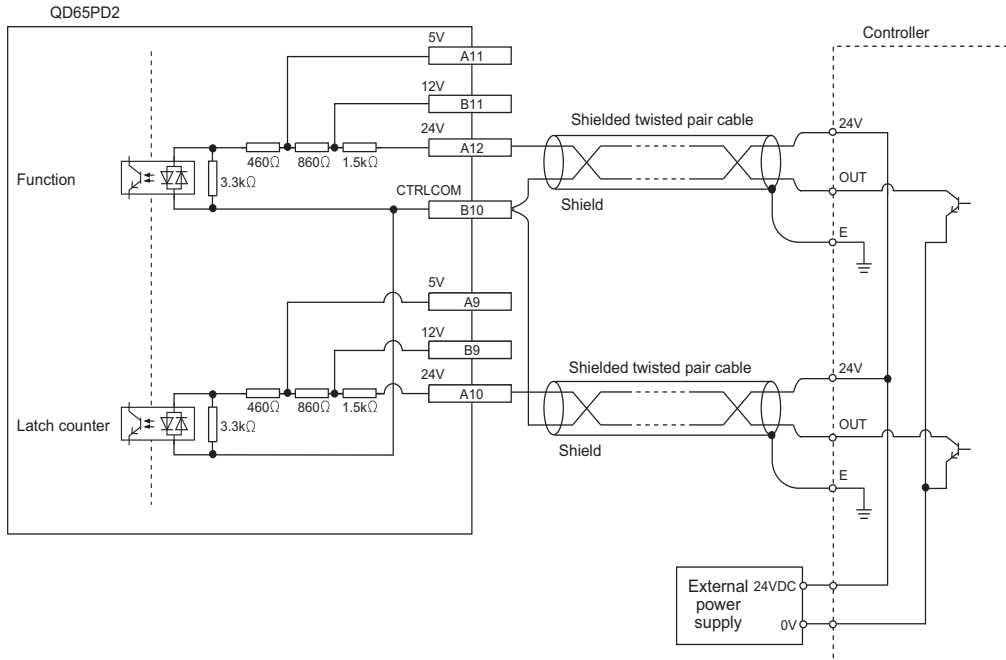 QD65PD2
Controller
5V
A11
12V
B11
24V
A12
460Ω
860Ω
1.5kΩ
3.3kΩ
Function
CTRLCOM
B10
Shielded twisted pair cable
Shield
24V
OUT
E
5V
A9
12V
B9
24V
A10
460Ω
860Ω
1.5kΩ
3.3kΩ
Latch counter
Shielded twisted pair cable
Shield
24V
OUT
E
External
power
supply
24VDC
0V